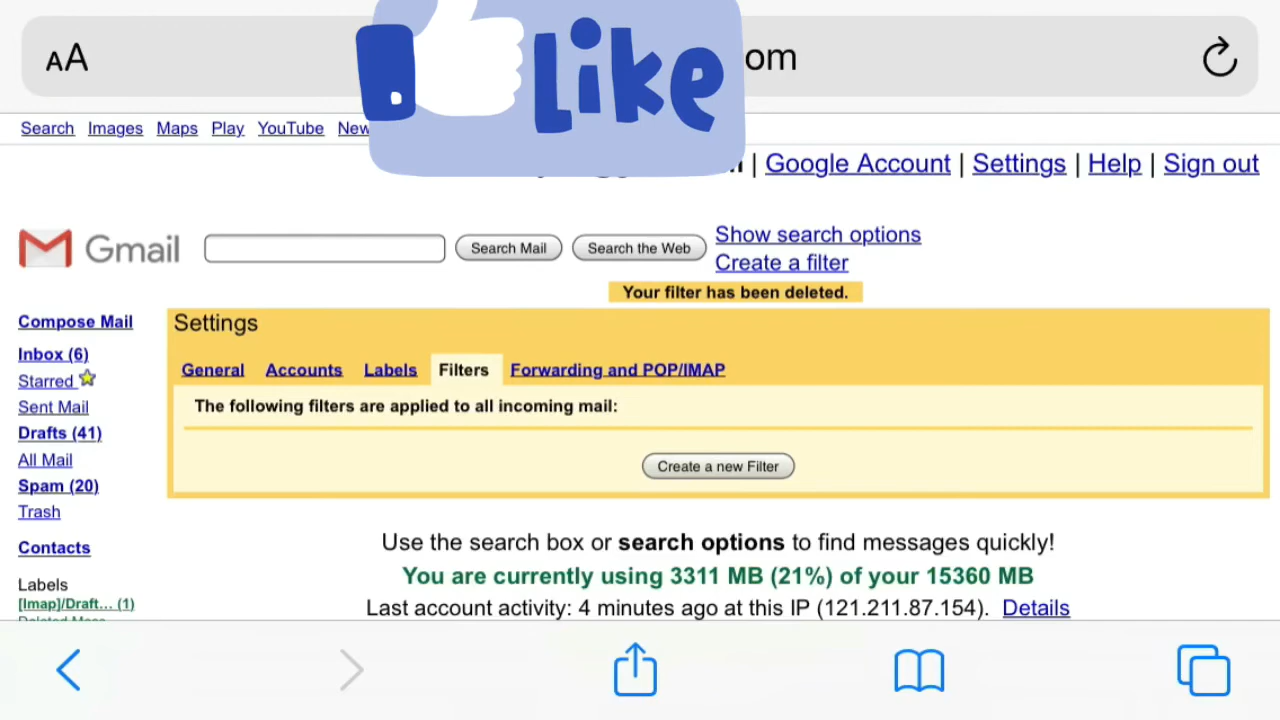 AA
Like
om
Search Images Maps Play YouTube
| Google Account | Settings | Help | Sign out
Gmail
Search Mail
Search the Web
Show search options
Create a filter
Your filter has been deleted.
Compose Mail
Inbox (6)
Starred
Sent Mail
Drafts (41)
All Mail
Spam (20)
Trash
Contacts
Labels
[Imap]/Draft... (1)
Settings
General Accounts Labels Filters Forwarding and POP/IMAP
The following filters are applied to all incoming mail:
Create a new Filter
Use the search box or search options to find messages quickly!
You are currently using 3311 MB (21%) of your 15360 MB
Last account activity: 4 minutes ago at this IP (121.211.87.154). Details